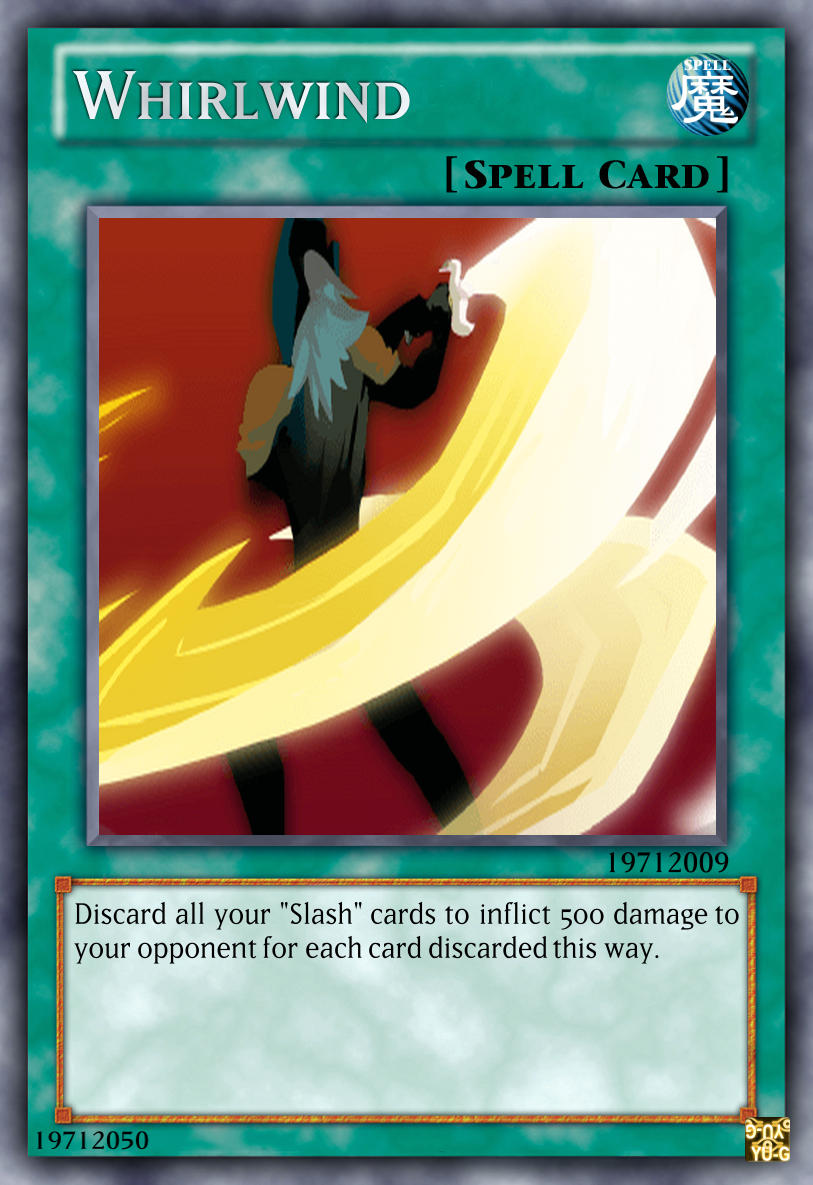 Whirlwind
SPELL
魔
[Spell Card]
19712009
Discard all your "Slash" cards to inflict 500 damage to
your opponent for each card discarded this way.
19712050
YU-G